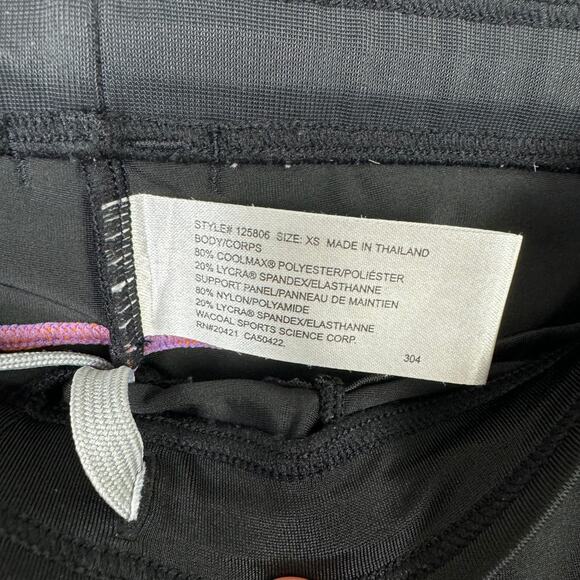 STYLE# 125806 SIZE: XS MADE IN THAILAND
BODY/CORPS
80% COOLMAX® POLYESTER/POLIÉSTER
20% LYCRA® SPANDEX/ELASTHANNE
SUPPORT PANEL/PANNEAU DE MAINTIEN
80% NYLON/POLYAMIDE
20% LYCRA® SPANDEX/ELASTHANNE
WACOAL SPORTS SCIENCE CORP.
RN#20421 CA50422.
304